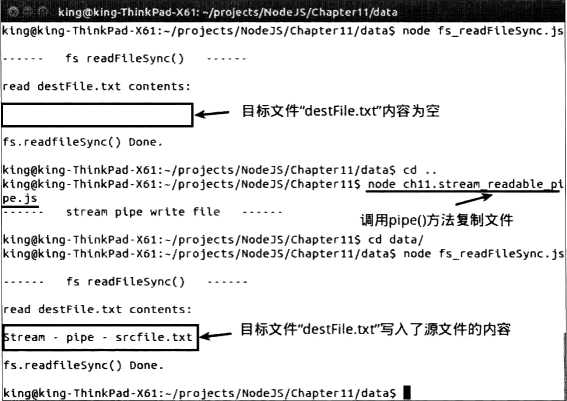 king@king-ThinkPad-X61: ~/projects/NodeJS/Chapter11/data
king@king-ThinkPad-X61:~/projects/NodeJS/Chapter11/data$ node fs_readFileSync.js
------   fs readFileSync()   ------
read destFile.txt contents:
目标文件“destFile.txt”内容为空
fs.readfileSync() Done.
king@king-ThinkPad-X61:~/projects/NodeJS/Chapter11/data$ cd ..
king@king-ThinkPad-X61:~/projects/NodeJS/Chapter11$ node ch11.stream_readable_pi
pe.js
------   stream pipe write file   ------
调用pipe()方法复制文件
king@king-ThinkPad-X61:~/projects/NodeJS/Chapter11$ cd data/
king@king-ThinkPad-X61:~/projects/NodeJS/Chapter11/data$ node fs_readFileSync.js
------   fs readFileSync()   ------
read destFile.txt contents:
Stream - pipe - srcfile.txt
目标文件“destFile.txt”写入了源文件的内容
fs.readfileSync() Done.
king@king-ThinkPad-X61:~/projects/NodeJS/Chapter11/data$